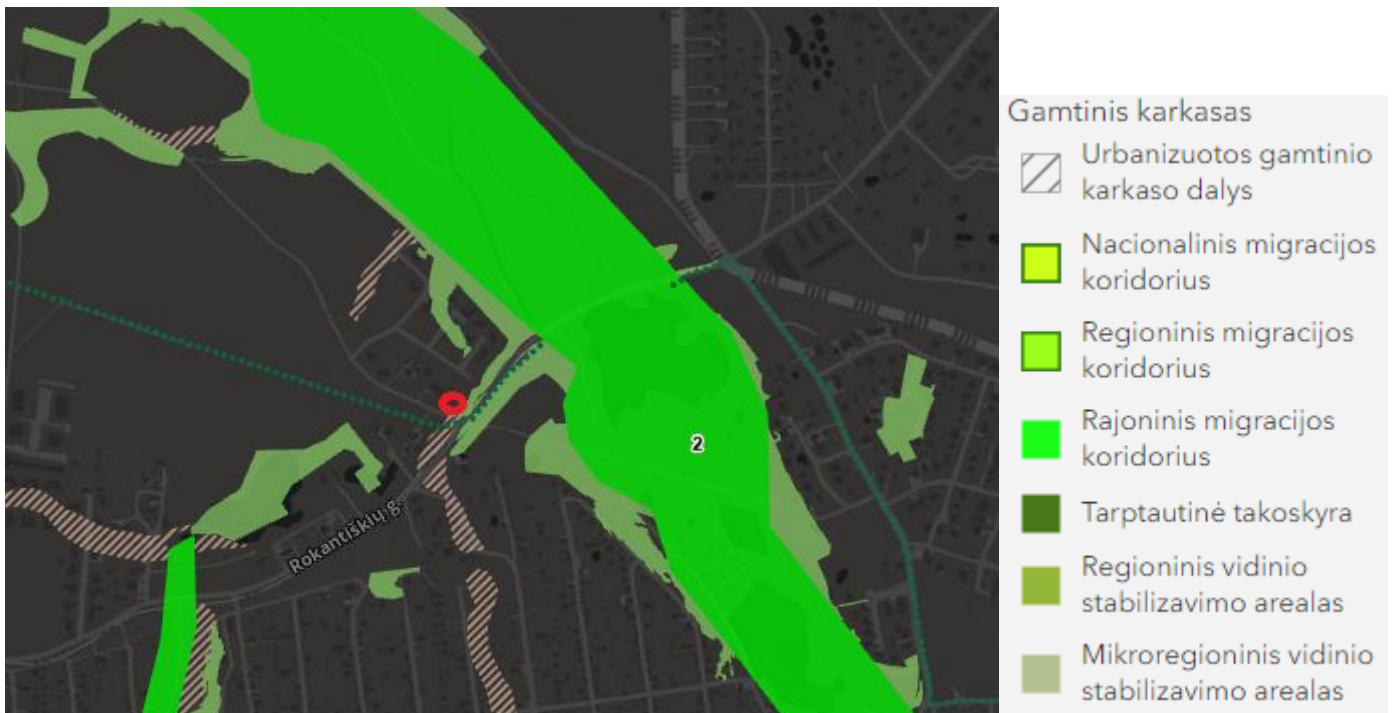 2
Rokantiškių g.
Gamtinis karkasas
Urbanizuotos gamtinio
karkaso dalys
Nacionalinis migracijos
koridorius
Regioninis migracijos
koridorius
Rajoninis migracijos
koridorius
Tarptautinė takoskyra
Regioninis vidinio
stabilizavimo arealas
Mikroregioninis vidinio
stabilizavimo arealas